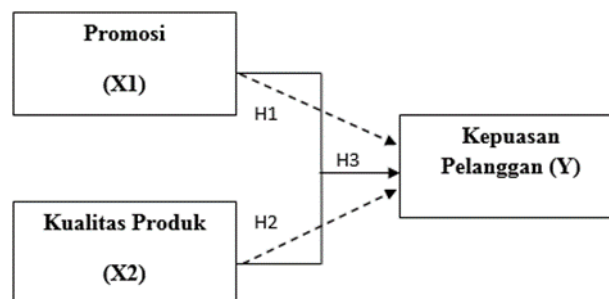 Promosi
(X1)
H1
Kepuasan
Pelanggan (Y)
H3
Kualitas Produk
(X2)
H2